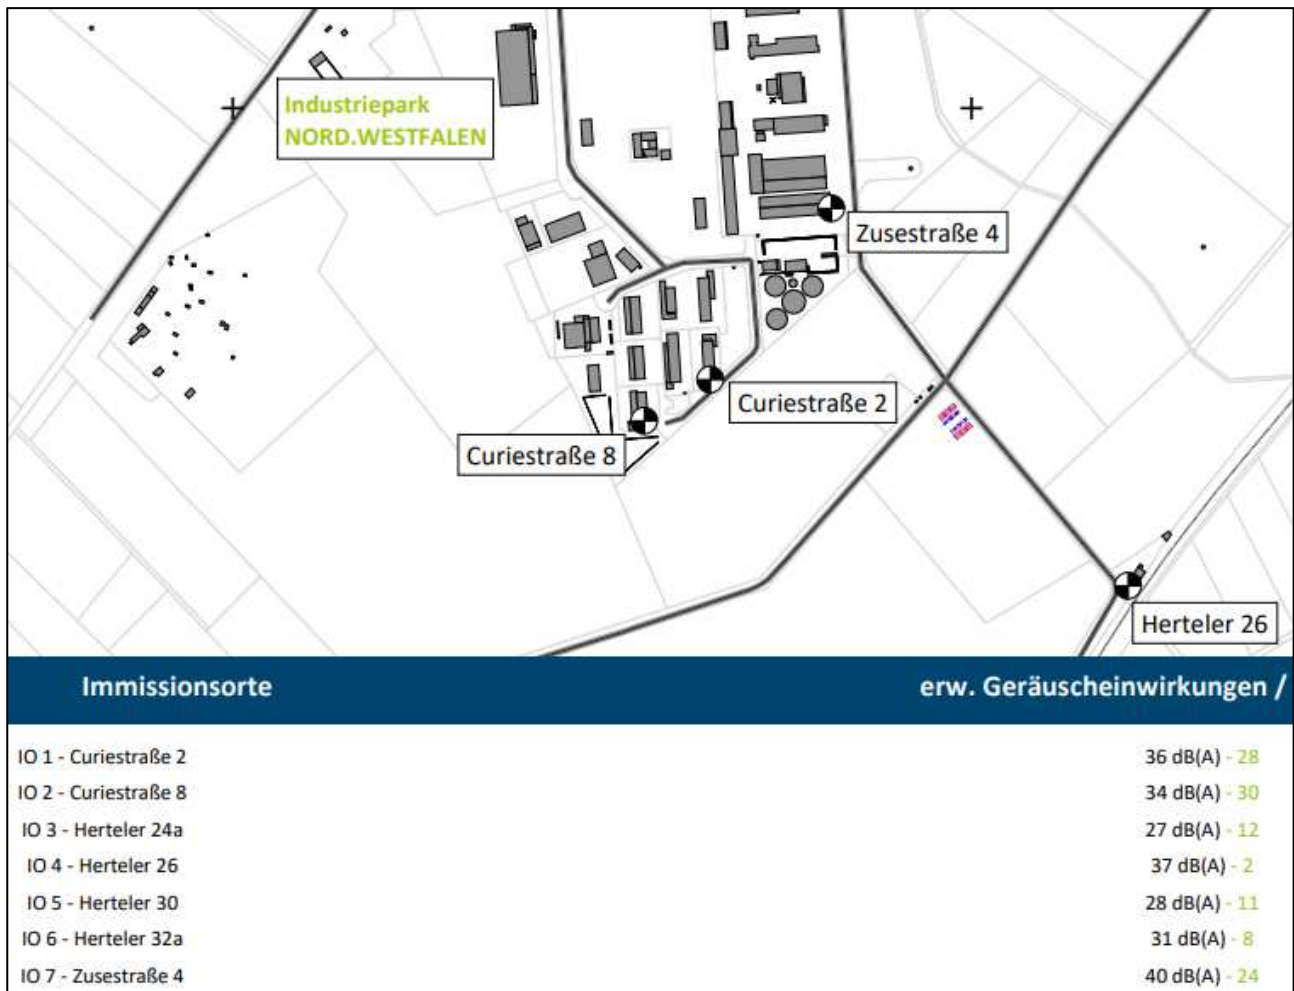 Industriepark
NORD.WESTFALEN
Zusestraße 4
Curiestraße 2
Curiestraße 8
Herteler 26
Immissionsorte erw. Geräuscheinwirkungen /
IO 1 - Curiestraße 2 36 dB(A) - 28
IO 2 - Curiestraße 8 34 dB(A) - 30
IO 3 - Herteler 24a 27 dB(A) - 12
IO 4 - Herteler 26 37 dB(A) - 2
IO 5 - Herteler 30 28 dB(A) - 11
IO 6 - Herteler 32a 31 dB(A) - 8
IO 7 - Zusestraße 4 40 dB(A) - 24